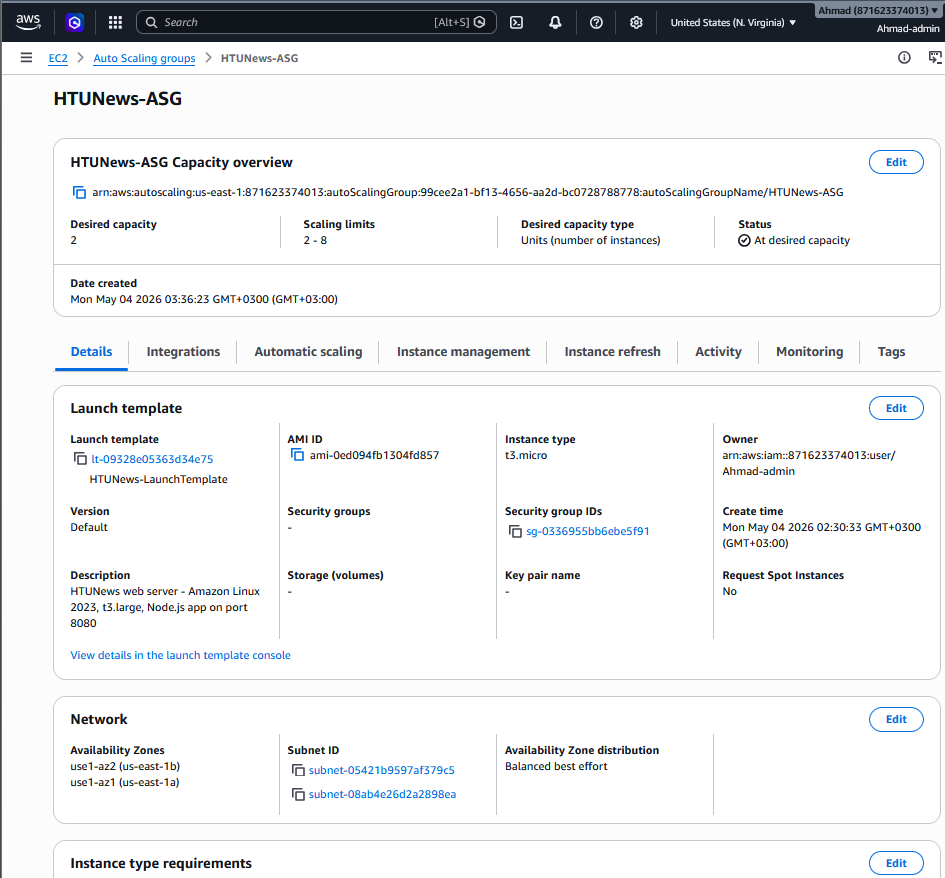 aws
Search
[Alt+S]
United States (N. Virginia)
Ahmad (871623374013)
Ahmad-admin
EC2
Auto Scaling groups
HTUNews-ASG
HTUNews-ASG
HTUNews-ASG Capacity overview
Edit
arn:aws:autoscaling:us-east-1:871623374013:autoScalingGroup:99cee2a1-bf13-4656-aa2d-bc0728788778:autoScalingGroupName/HTUNews-ASG
Desired capacity
2
Scaling limits
2 - 8
Desired capacity type
Units (number of instances)
Status
At desired capacity
Date created
Mon May 04 2026 03:36:23 GMT+0300 (GMT+03:00)
Details
Integrations
Automatic scaling
Instance management
Instance refresh
Activity
Monitoring
Tags
Launch template
Edit
Launch template
lt-09328e05363d34e75
HTUNews-LaunchTemplate
AMI ID
ami-0ed094fb1304fd857
Instance type
t3.micro
Owner
arn:aws:iam::871623374013:user/
Ahmad-admin
Version
Default
Security groups
-
Security group IDs
sg-0336955bb6ebe5f91
Create time
Mon May 04 2026 02:30:33 GMT+0300
(GMT+03:00)
Description
HTUNews web server - Amazon Linux
2023, t3.large, Node.js app on port
8080
Storage (volumes)
-
Key pair name
-
Request Spot Instances
No
View details in the launch template console
Network
Edit
Availability Zones
use1-az2 (us-east-1b)
use1-az1 (us-east-1a)
Subnet ID
subnet-05421b9597af379c5
subnet-08ab4e26d2a2898ea
Availability Zone distribution
Balanced best effort
Instance type requirements
Edit